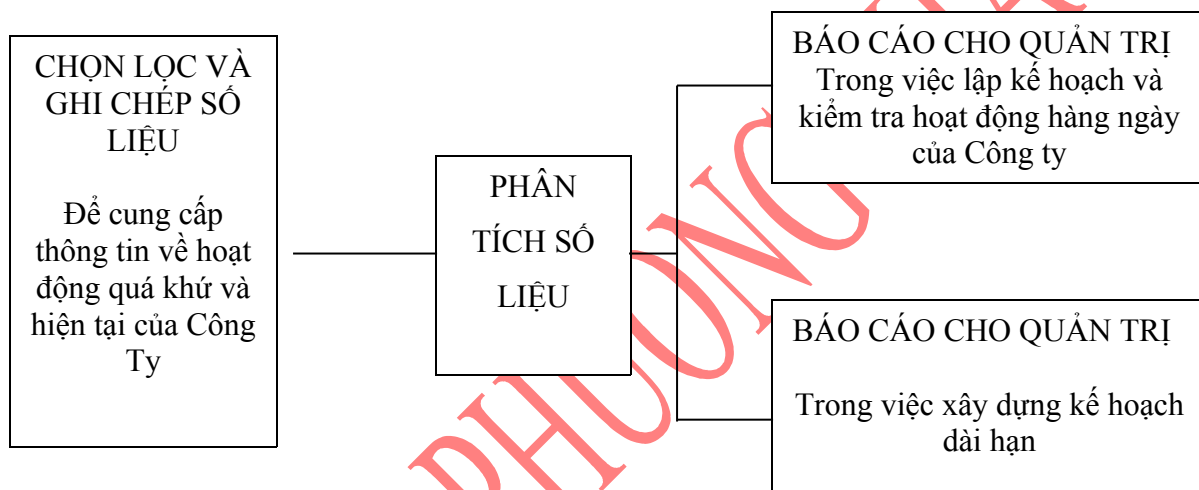 CHỌN LỌC VÀ
GHI CHÉP SỐ
LIỆU
Để cung cấp
thông tin về hoạt
động quá khứ và
hiện tại của Công
Ty
PHÂN
TÍCH SỐ
LIỆU
BÁO CÁO CHO QUẢN TRỊ
Trong việc lập kế hoạch và
kiểm tra hoạt động hàng ngày
của Công ty
BÁO CÁO CHO QUẢN TRỊ
Trong việc xây dựng kế hoạch
dài hạn
PHUONG